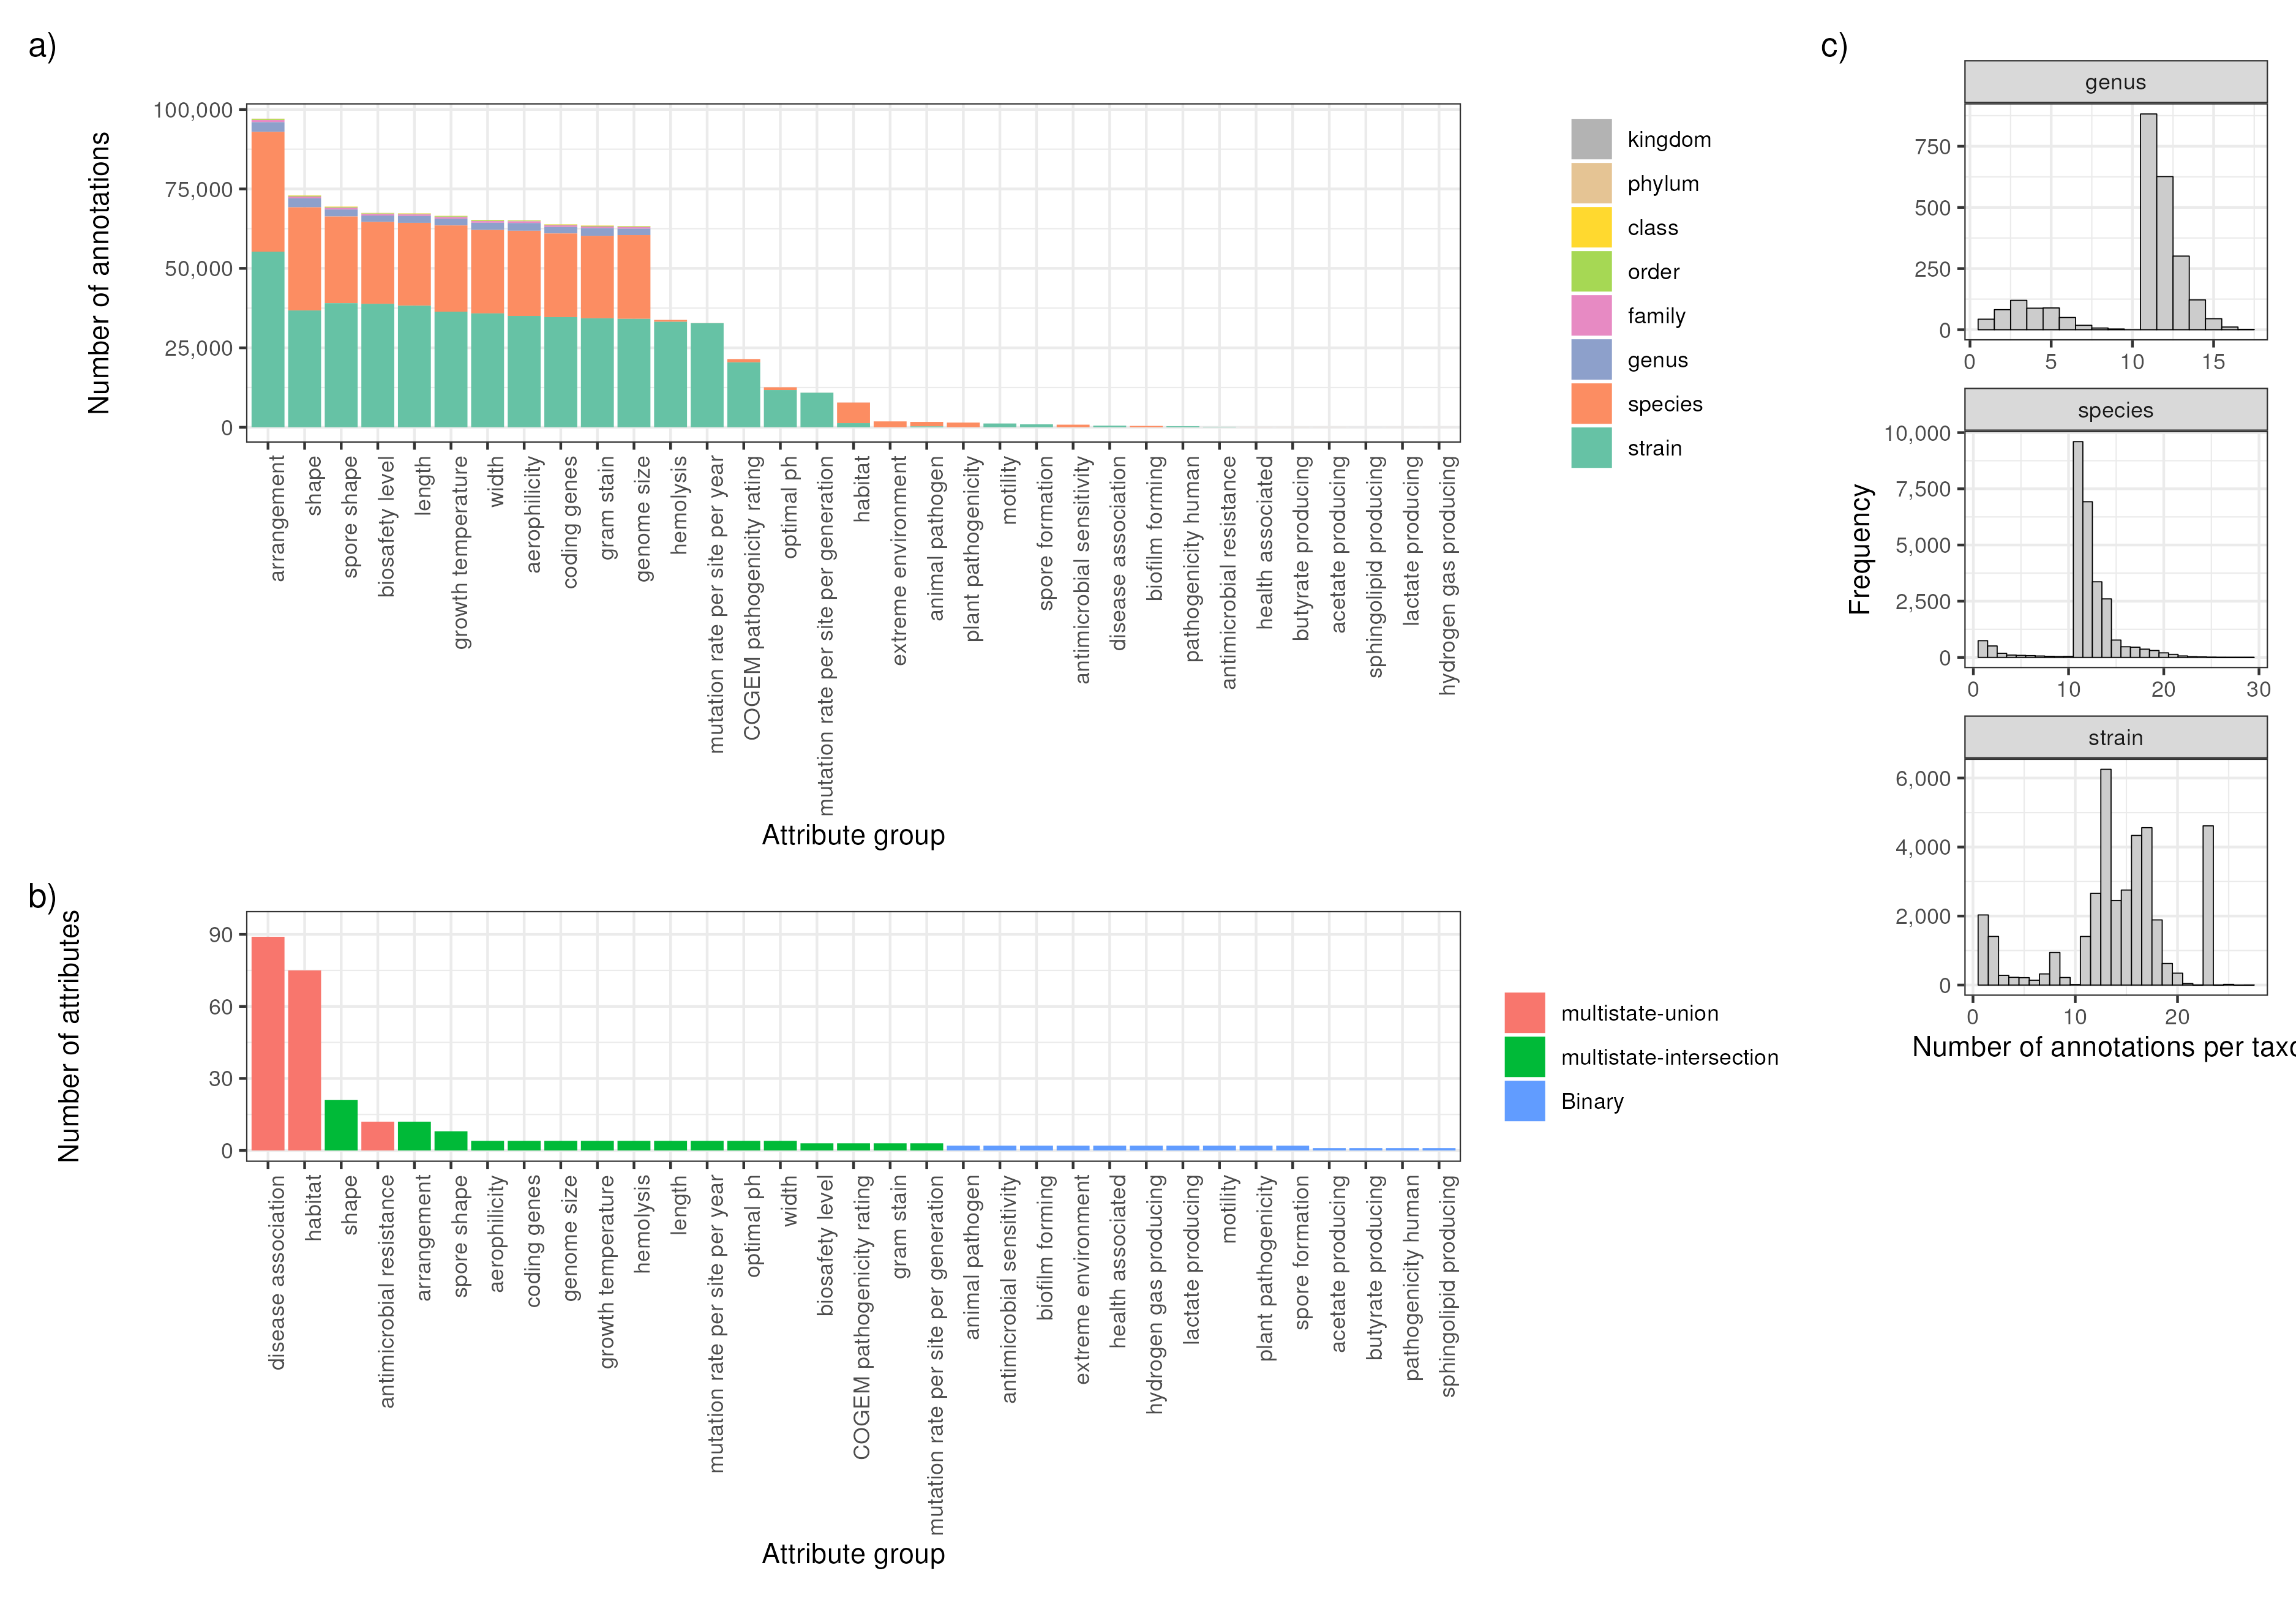 a)
Number of annotations
100,000
75,000
50,000
25,000
0
arrangement
shape
spore shape
biosafety level
length
growth temperature
width
aerophilicity
coding genes
gram stain
genome size
hemolysis
mutation rate per site per year
COGEM pathogenicity rating
optimal ph
mutation rate per site per generation
habitat
extreme environment
animal pathogen
plant pathogenicity
motility
spore formation
antimicrobial sensitivity
disease association
biofilm forming
pathogenicity human
antimicrobial resistance
health associated
butyrate producing
acetate producing
sphingolipid producing
lactate producing
hydrogen gas producing
Attribute group
kingdom
phylum
class
order
family
genus
species
strain
b)
Number of attributes
90
60
30
0
disease association
habitat
shape
antimicrobial resistance
arrangement
spore shape
aerophilicity
coding genes
genome size
growth temperature
hemolysis
length
mutation rate per site per year
optimal ph
width
biosafety level
COGEM pathogenicity rating
gram stain
mutation rate per site per generation
animal pathogen
antimicrobial sensitivity
biofilm forming
extreme environment
health associated
hydrogen gas producing
lactate producing
motility
plant pathogenicity
spore formation
acetate producing
butyrate producing
pathogenicity human
sphingolipid producing
Attribute group
multistate-union
multistate-intersection
Binary
c)
Frequency
genus
750
500
250
0
0 5 10 15
species
10,000
7,500
5,000
2,500
0
0 10 20 30
strain
6,000
4,000
2,000
0
0 10 20
Number of annotations per taxo